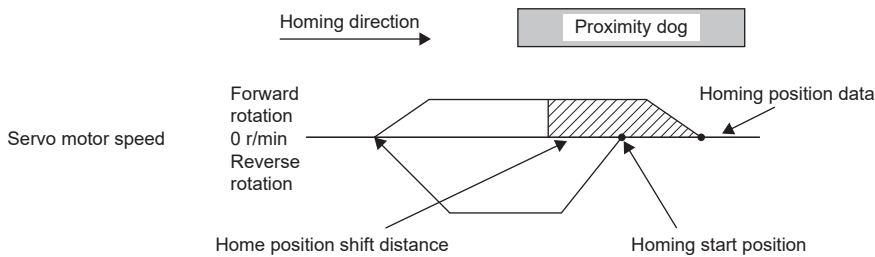 Homing direction
Proximity dog
Forward
rotation
Homing position data
Servo motor speed
0 r/min
Reverse
rotation
Home position shift distance
Homing start position